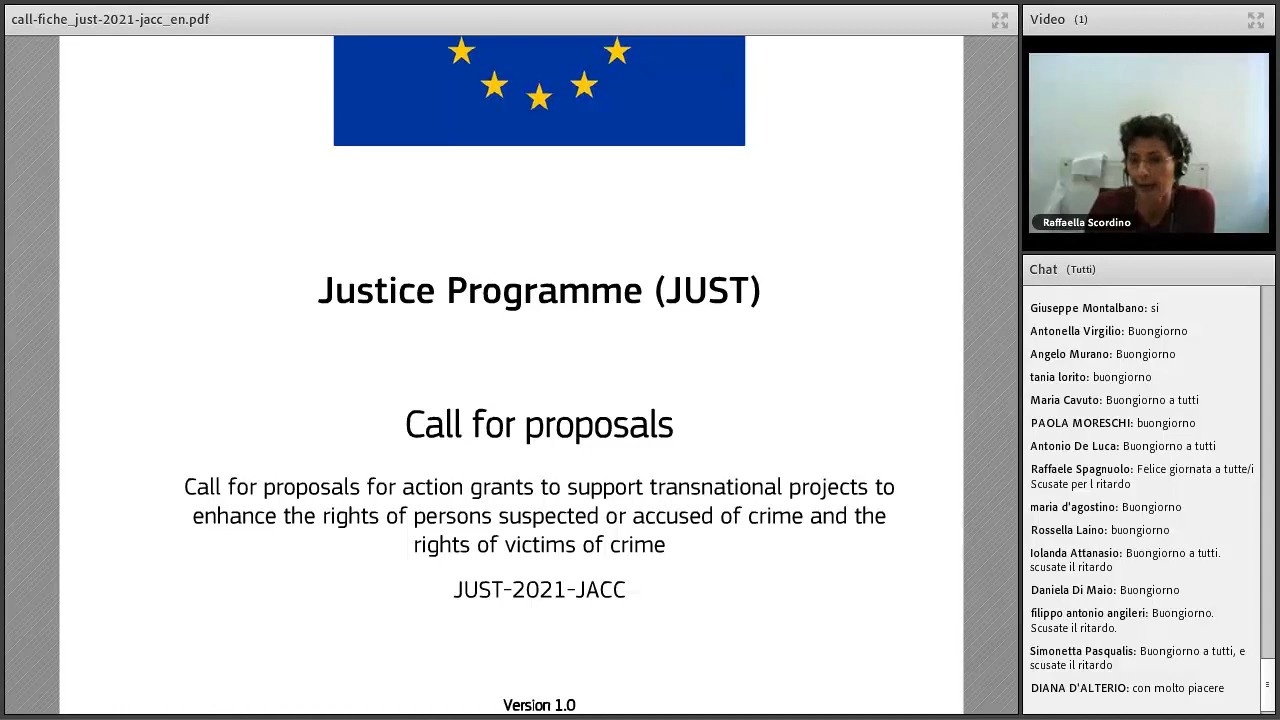 call-fiche_just-2021-jacc_en.pdf
Justice Programme (JUST)
Call for proposals
Call for proposals for action grants to support transnational projects to
enhance the rights of persons suspected or accused of crime and the
rights of victims of crime
JUST-2021-JACC
Version 1.0
Video (1)
Raffaella Scordino
Chat (Tutti)
Giuseppe Montalbano: si
Antonella Virgilio: Buongiorno
Angelo Murano: Buongiorno
tania lorito: buongiorno
Maria Cavuto: Buongiorno a tutti
PAOLA MORESCHI: buongiorno
Antonio De Luca: Buongiorno a tutti
Raffaele Spagnuolo: Felice giornata a tutte/i
Scusate per l ritardo
maria d'agostino: Buongiorno
Rossella Laino: buongiorno
Iolanda Attanasio: Buongiorno a tutti.
scusate il ritardo
Daniela Di Maio: Buongiorno
filippo antonio angileri: Buongiorno.
Scusate il ritardo.
Simonetta Pasqualis: Buongiorno a tutti, e
scusate il ritardo
DIANA D'ALTERIO: con molto piacere